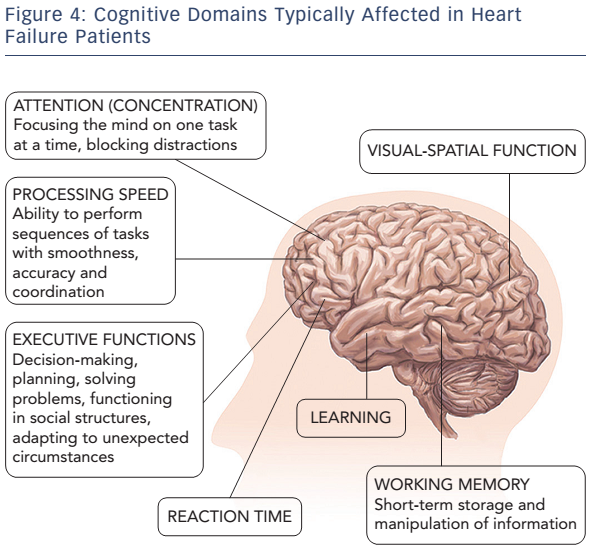 Figure 4: Cognitive Domains Typically Affected in Heart
Failure Patients
ATTENTION (CONCENTRATION)
Focusing the mind on one task
at a time, blocking distractions
VISUAL-SPATIAL FUNCTION
PROCESSING SPEED
Ability to perform
sequences of tasks
with smoothness,
accuracy and
coordination
EXECUTIVE FUNCTIONS
Decision-making,
planning, solving
problems, functioning
in social structures,
adapting to unexpected
circumstances
LEARNING
WORKING MEMORY
Short-term storage and
manipulation of information
REACTION TIME